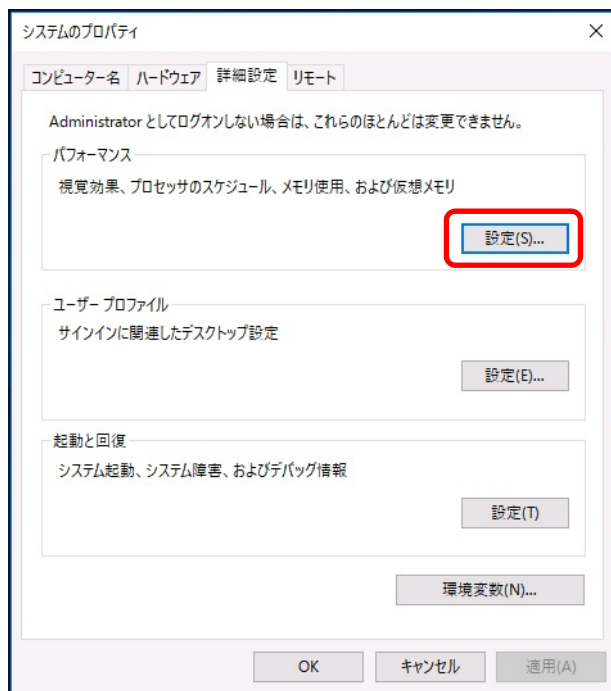 システムのプロパティ
コンピューター名 ハードウェア 詳細設定 リモート
Administrator としてログオンしない場合は、これらのほとんどは変更できません。
パフォーマンス
視覚効果、プロセッサのスケジュール、メモリ使用、および仮想メモリ
設定(S)...
ユーザー プロファイル
サインインに関連したデスクトップ設定
設定(E)...
起動と回復
システム起動、システム障害、およびデバッグ情報
設定(T)
環境変数(N)...
OK キャンセル 適用(A)